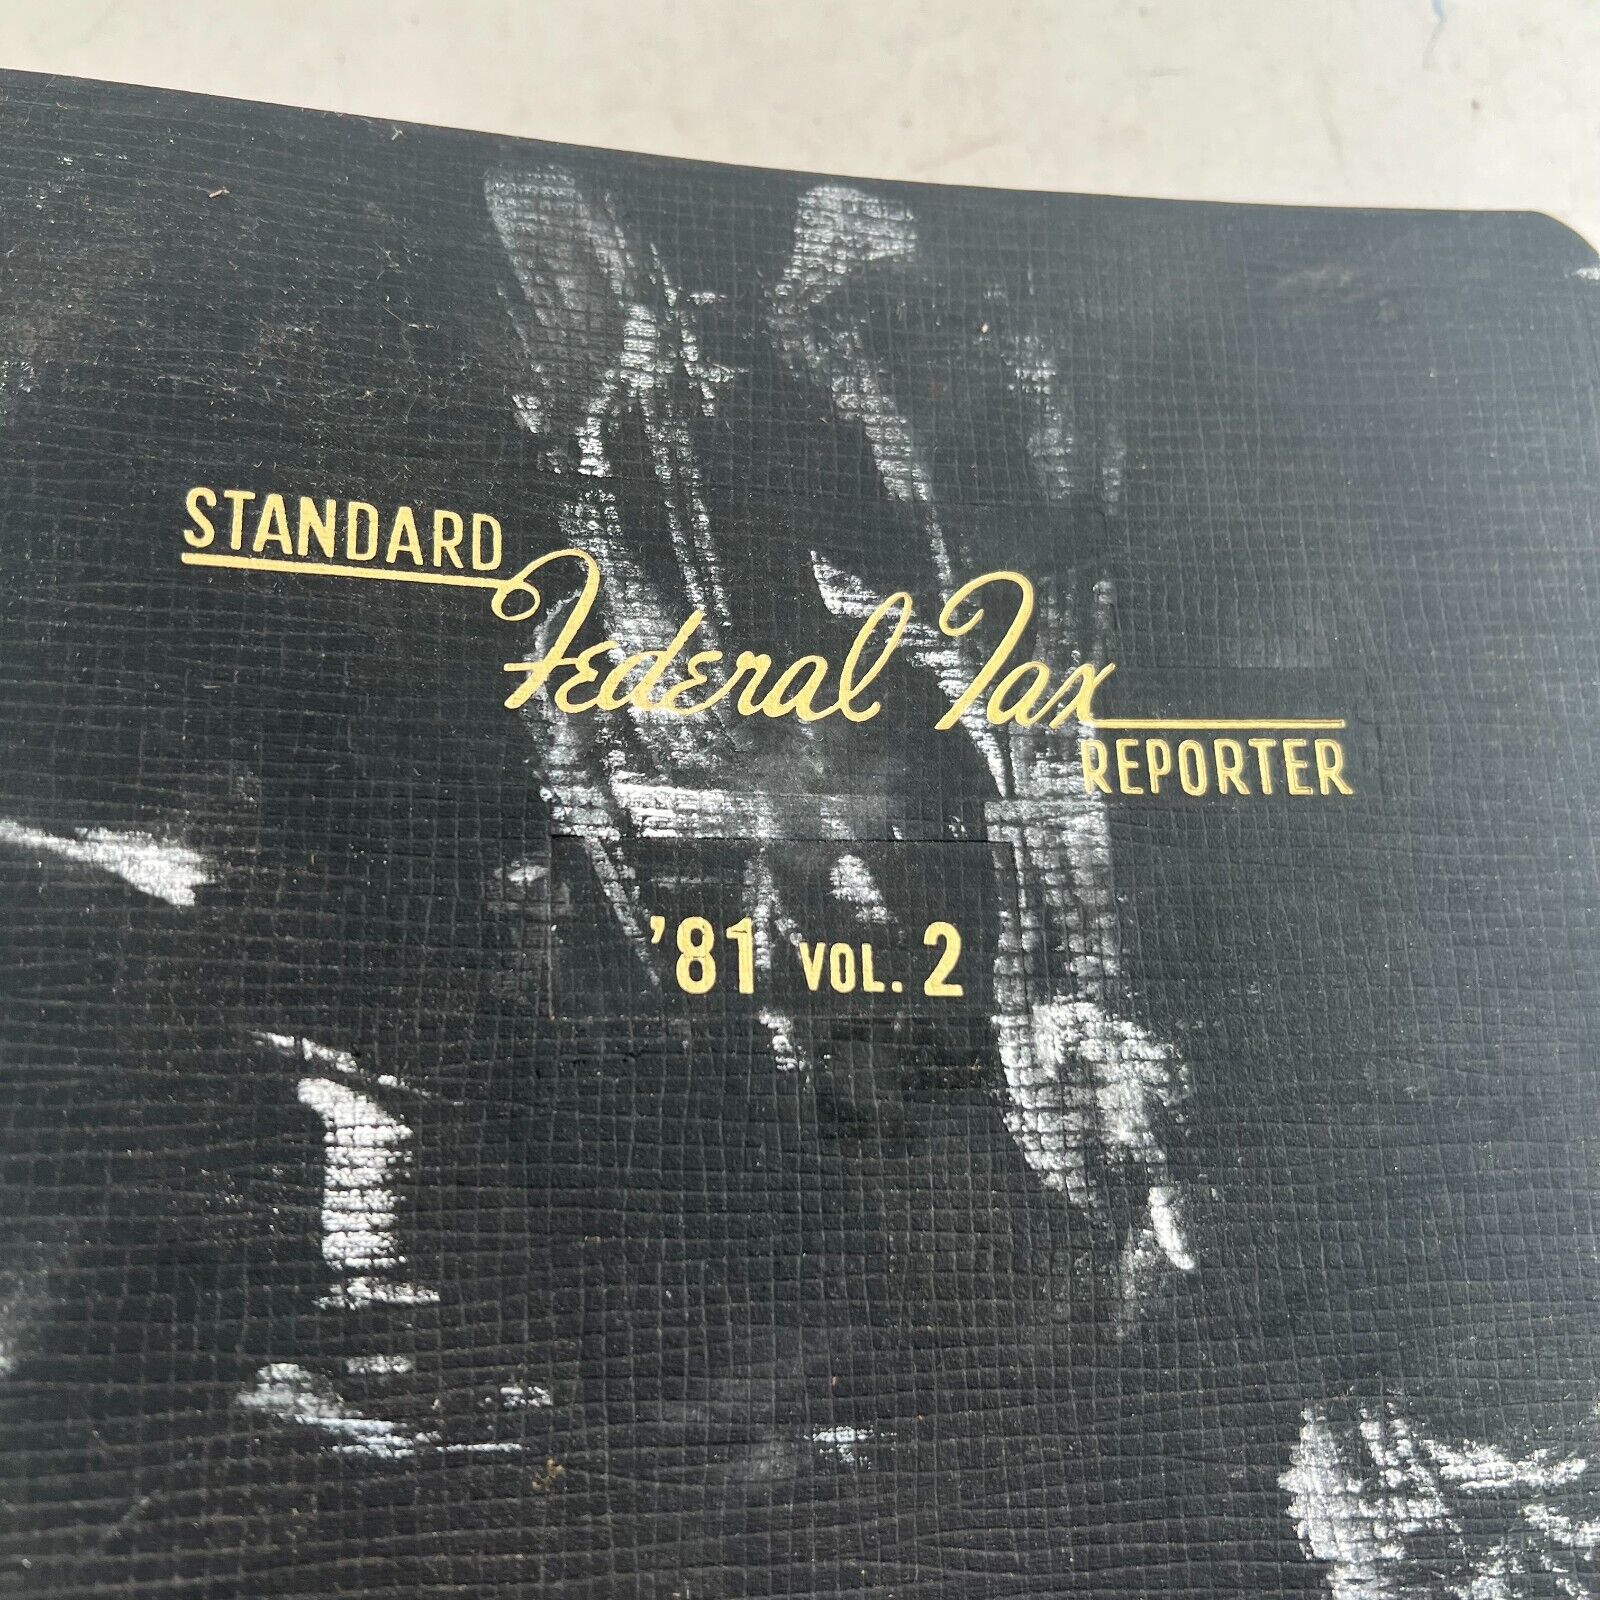 STANDARD
Federal Tax
REPORTER
'81 VOL. 2